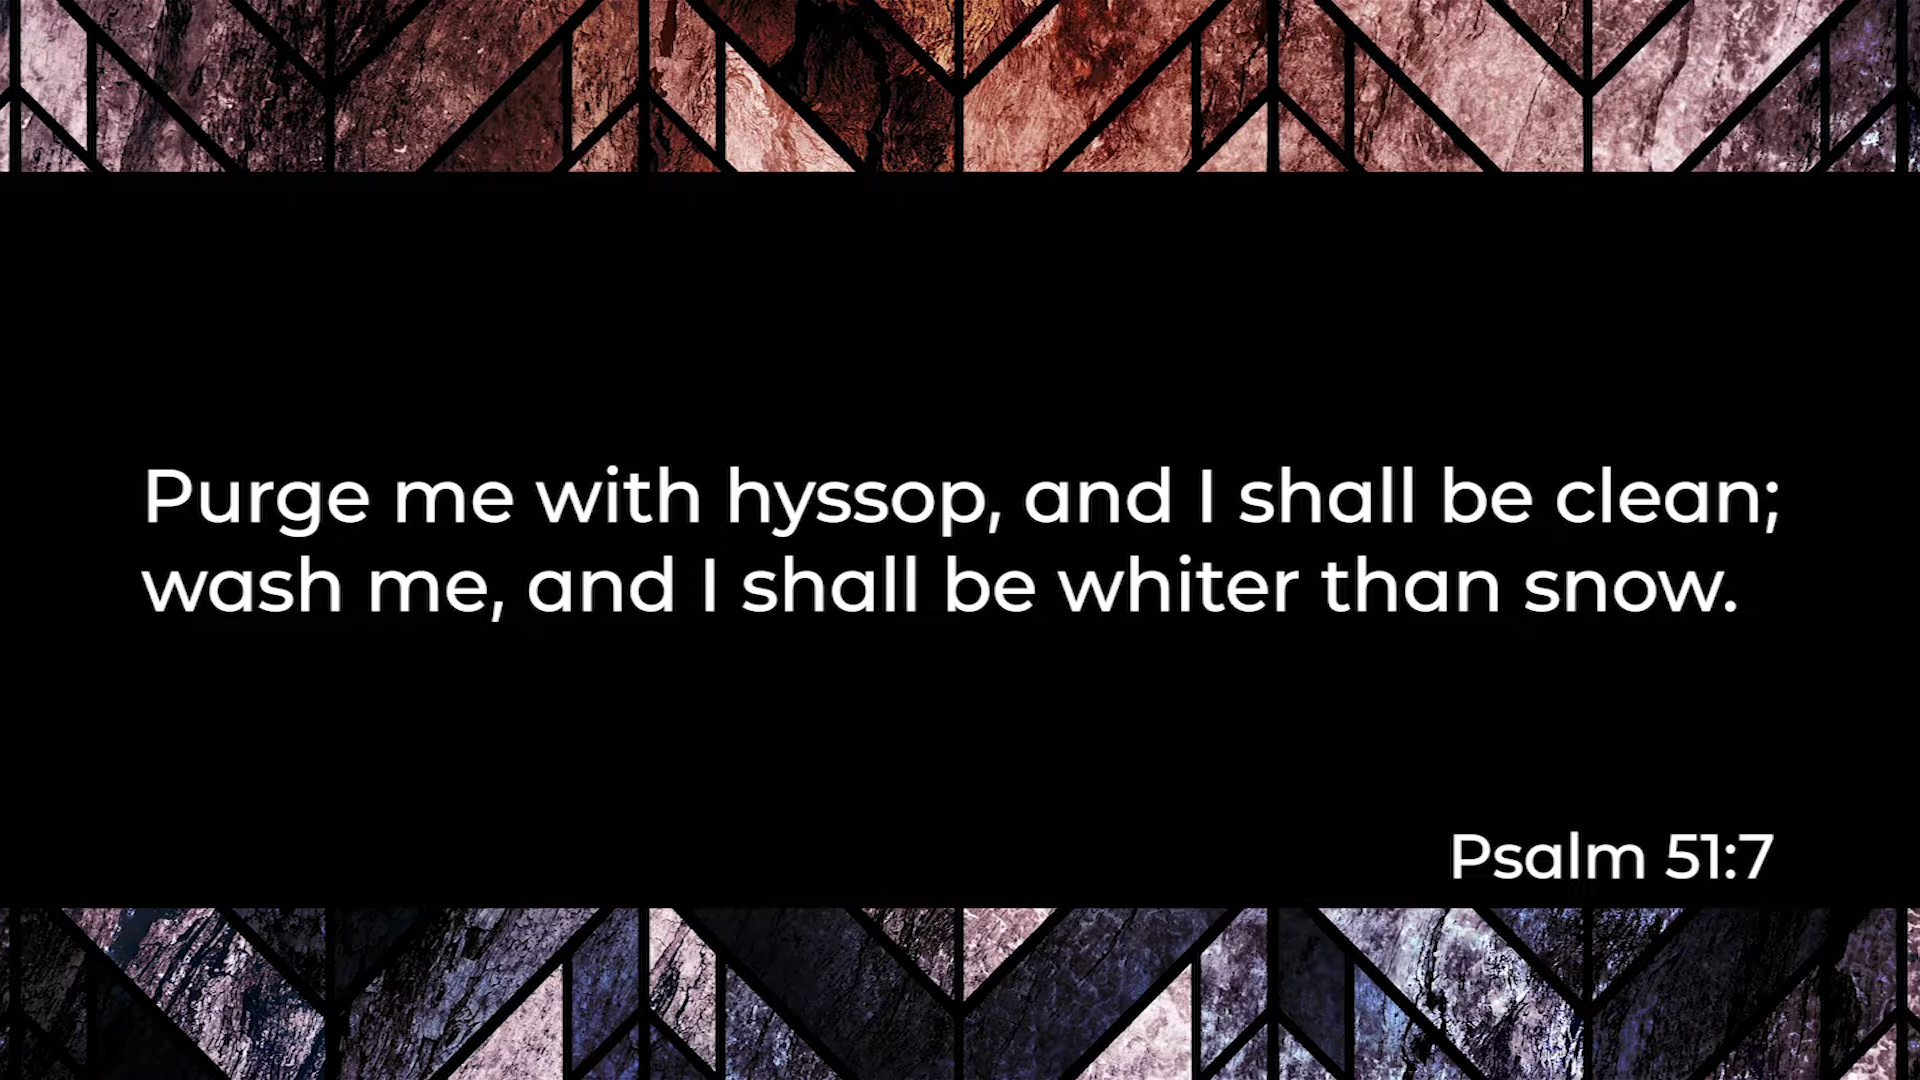 Purge me with hyssop, and I shall be clean;
wash me, and I shall be whiter than snow.
Psalm 51:7